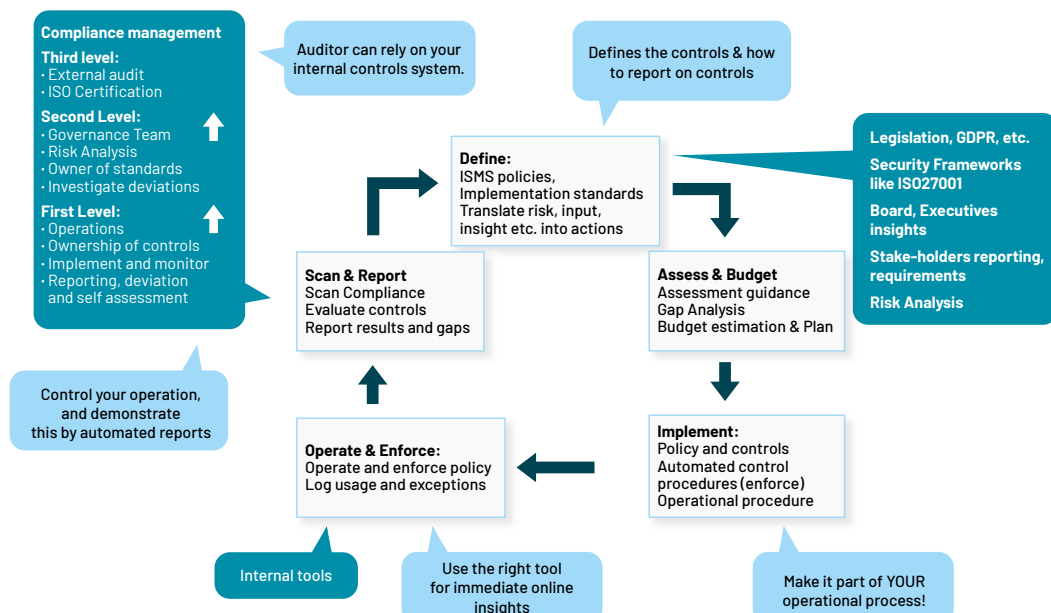 Compliance management
Third level:
· External audit
· ISO Certification
Second Level:
· Governance Team
· Risk Analysis
· Owner of standards
· Investigate deviations
First Level:
· Operations
· Ownership of controls
· Implement and monitor
· Reporting, deviation
and self assessment
Auditor can rely on your
internal controls system.
Defines the controls & how
to report on controls
Define:
ISMS policies,
Implementation standards
Translate risk, input,
insight etc. into actions
Legislation, GDPR, etc.
Security Frameworks
like ISO27001
Board, Executives
insights
Stake-holders reporting,
requirements
Risk Analysis
Scan & Report
Scan Compliance
Evaluate controls
Report results and gaps
Assess & Budget
Assessment guidance
Gap Analysis
Budget estimation & Plan
Control your operation,
and demonstrate
this by automated reports
Operate & Enforce:
Operate and enforce policy
Log usage and exceptions
Implement:
Policy and controls
Automated control
procedures (enforce)
Operational procedure
Internal tools
Use the right tool
for immediate online
insights
Make it part of YOUR
operational process!